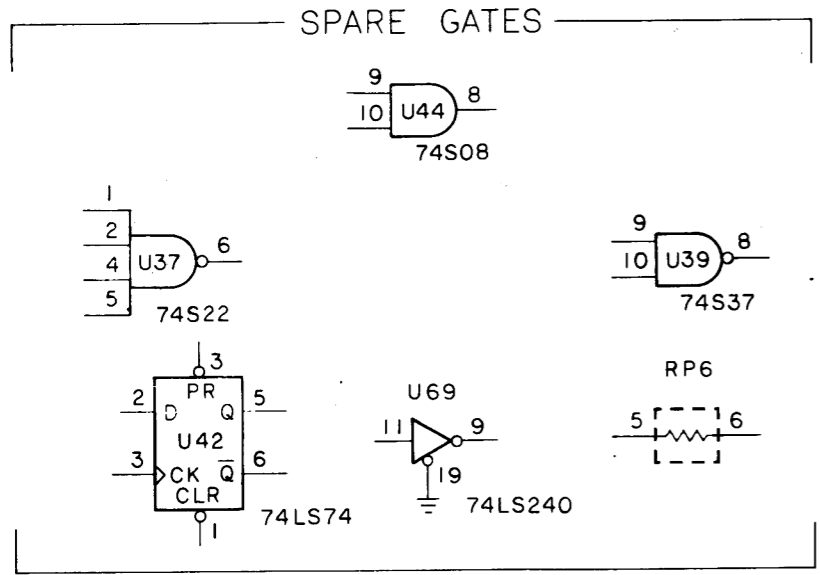 SPARE GATES
9
10
U44
8
74S08
1
2
4
5
U37
6
74S22
9
10
U39
8
74S37
3
PR
2
D
Q
5
U42
3
CK
Q̅
6
CLR
1
74LS74
U69
11
9
19
74LS240
RP6
5
6